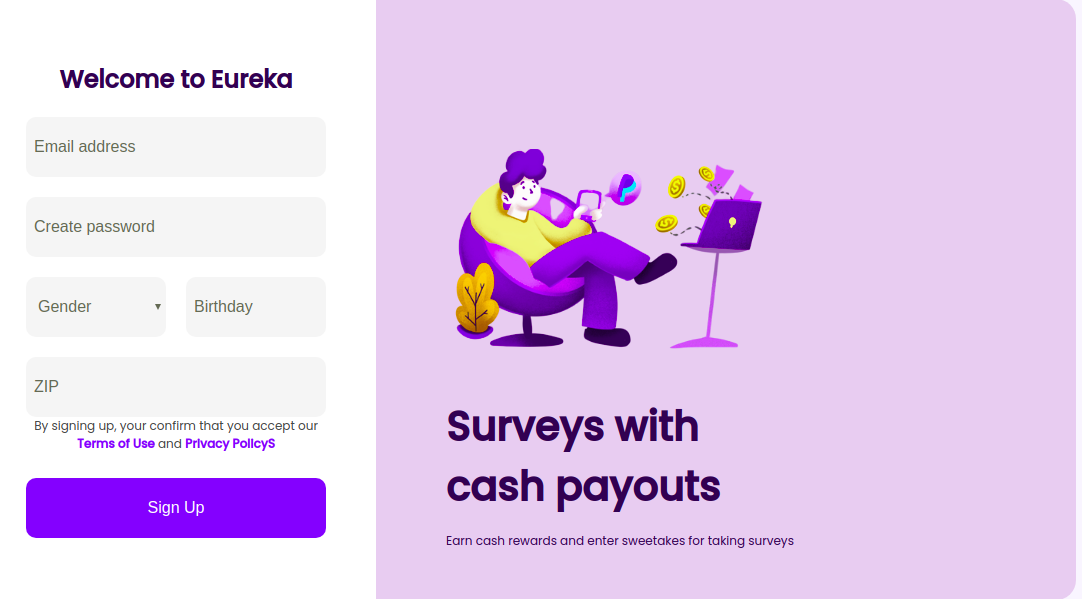 Welcome to Eureka
Email address
Create password
Gender
Birthday
ZIP
By signing up, your confirm that you accept our
Terms of Use and Privacy PolicyS
Sign Up
Surveys with
cash payouts
Earn cash rewards and enter sweetakes for taking surveys